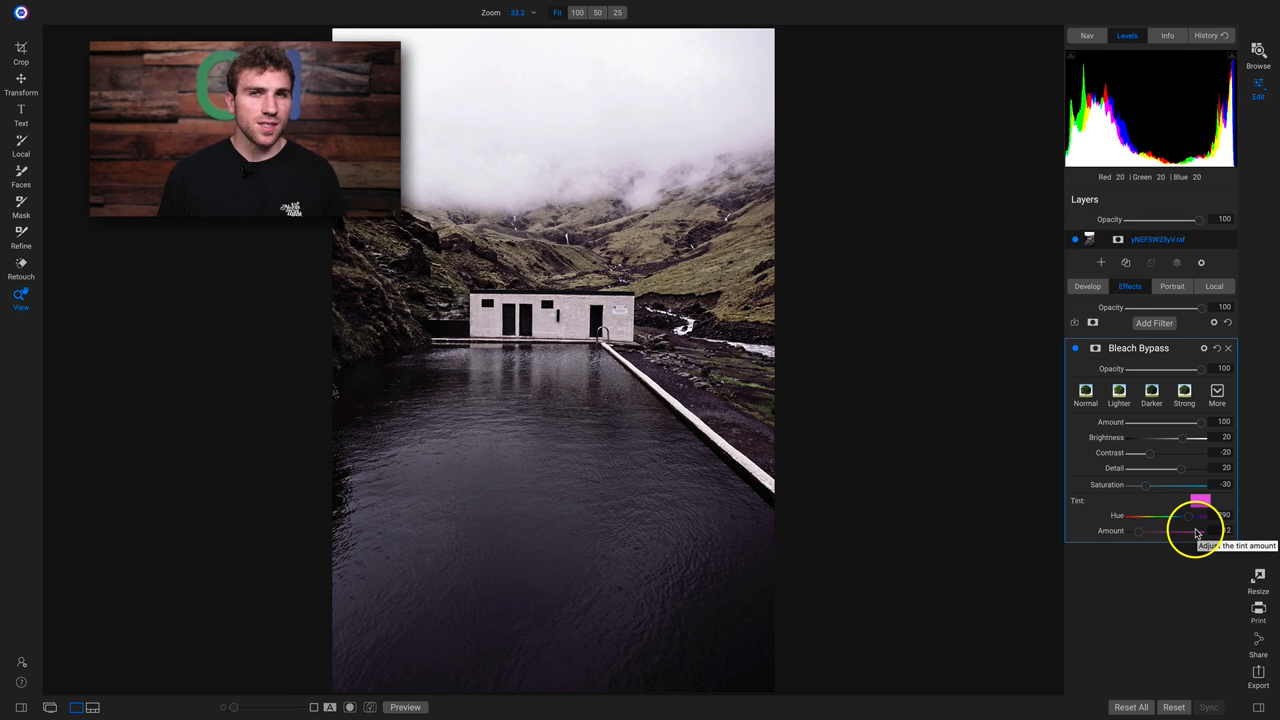 Zoom 33.2 Fit 100 50 25
Nav Levels Info History
Crop
Transform
Text
Local
Faces
Mask
Refine
Retouch
View
Browse
Edit
Red 20 | Green 20 | Blue 20
Layers
Opacity 100
yNEF5W23yV.raf
Develop Effects Portrait Local
Opacity 100
Add Filter
Bleach Bypass
Opacity 100
Normal Lighter Darker Strong More
Amount 100
Brightness 20
Contrast -20
Detail 20
Saturation -30
Tint:
Hue
Amount
Adjust the tint amount
Resize
Print
Share
Export
A Preview
Reset All Reset Sync